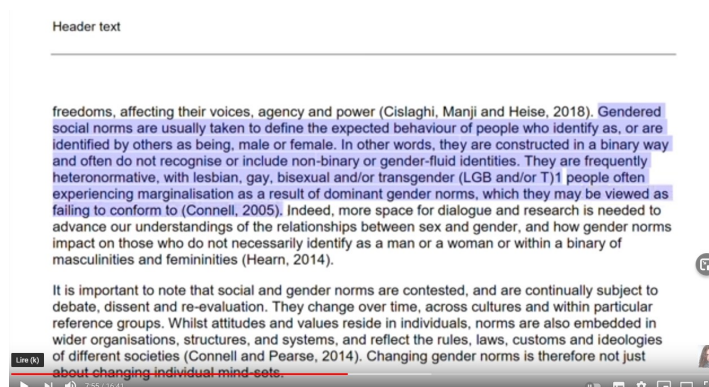 Header text
freedoms, affecting their voices, agency and power (Cislaghi, Manji and Heise, 2018). Gendered
social norms are usually taken to define the expected behaviour of people who identify as, or are
identified by others as being, male or female. In other words, they are constructed in a binary way
and often do not recognise or include non-binary or gender-fluid identities. They are frequently
heteronormative, with lesbian, gay, bisexual and/or transgender (LGB and/or T)1 people often
experiencing marginalisation as a result of dominant gender norms, which they may be viewed as
failing to conform to (Connell, 2005). Indeed, more space for dialogue and research is needed to
advance our understandings of the relationships between sex and gender, and how gender norms
impact on those who do not necessarily identify as a man or a woman or within a binary of
masculinities and femininities (Hearn, 2014).
It is important to note that social and gender norms are contested, and are continually subject to
debate, dissent and re-evaluation. They change over time, across cultures and within particular
reference groups. Whilst attitudes and values reside in individuals, norms are also embedded in
wider organisations, structures, and systems, and reflect the rules, laws, customs and ideologies
Lire (k)
of different societies (Connell and Pearse, 2014). Changing gender norms is therefore not just
about changing individual mind-sets.
7:55 / 16:41